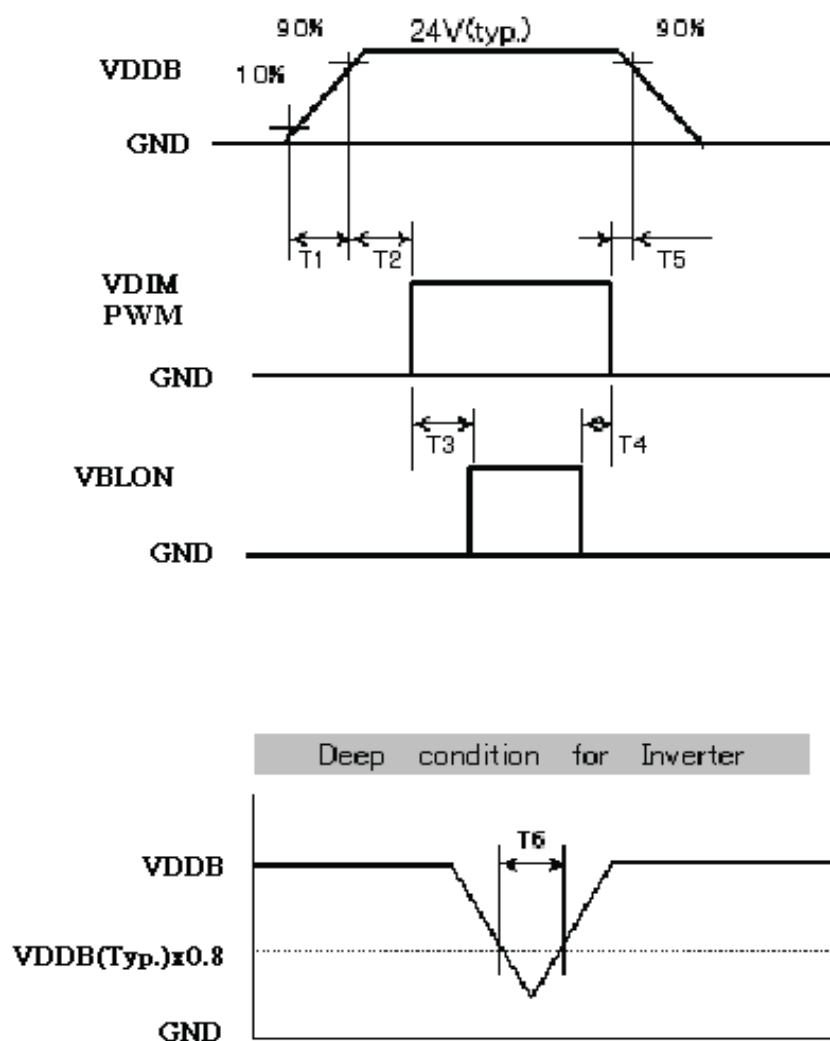 90% 24V(typ.) 90%
VDDB
10%
GND
T1 T2 T5
VDIM
PWM
GND
T3 T4
VBLON
GND
Deep condition for Inverter
T6
VDDB
VDDB(Typ.)x0.8
GND